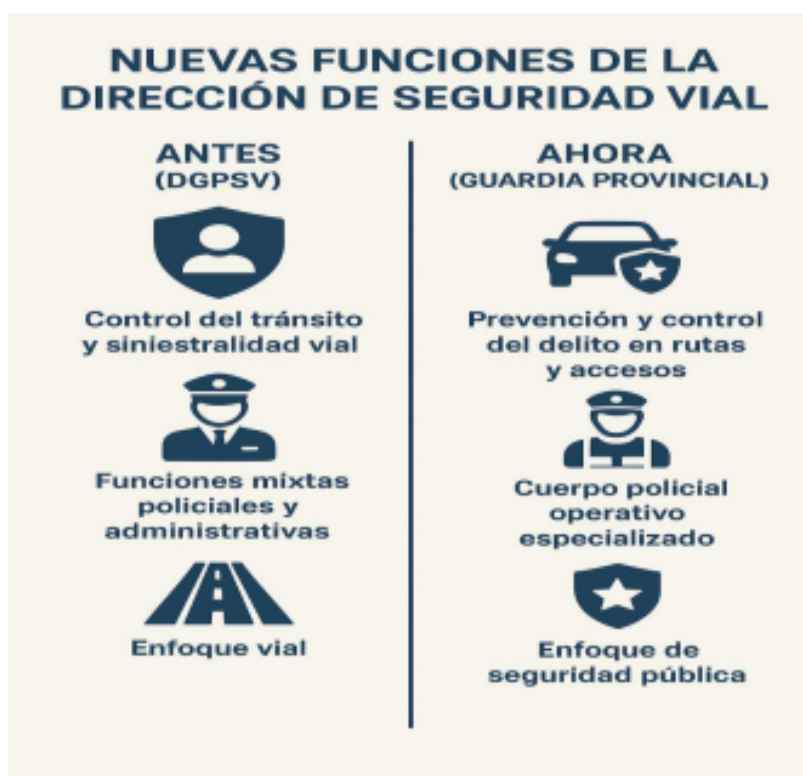 NUEVAS FUNCIONES DE LA
DIRECCIÓN DE SEGURIDAD VIAL
ANTES
(DGPSV)
Control del tránsito
y siniestralidad vial
Funciones mixtas
policiales y
administrativas
Enfoque vial
AHORA
(GUARDIA PROVINCIAL)
Prevención y control
del delito en rutas
y accesos
Cuerpo policial
operativo
especializado
Enfoque de
seguridad pública